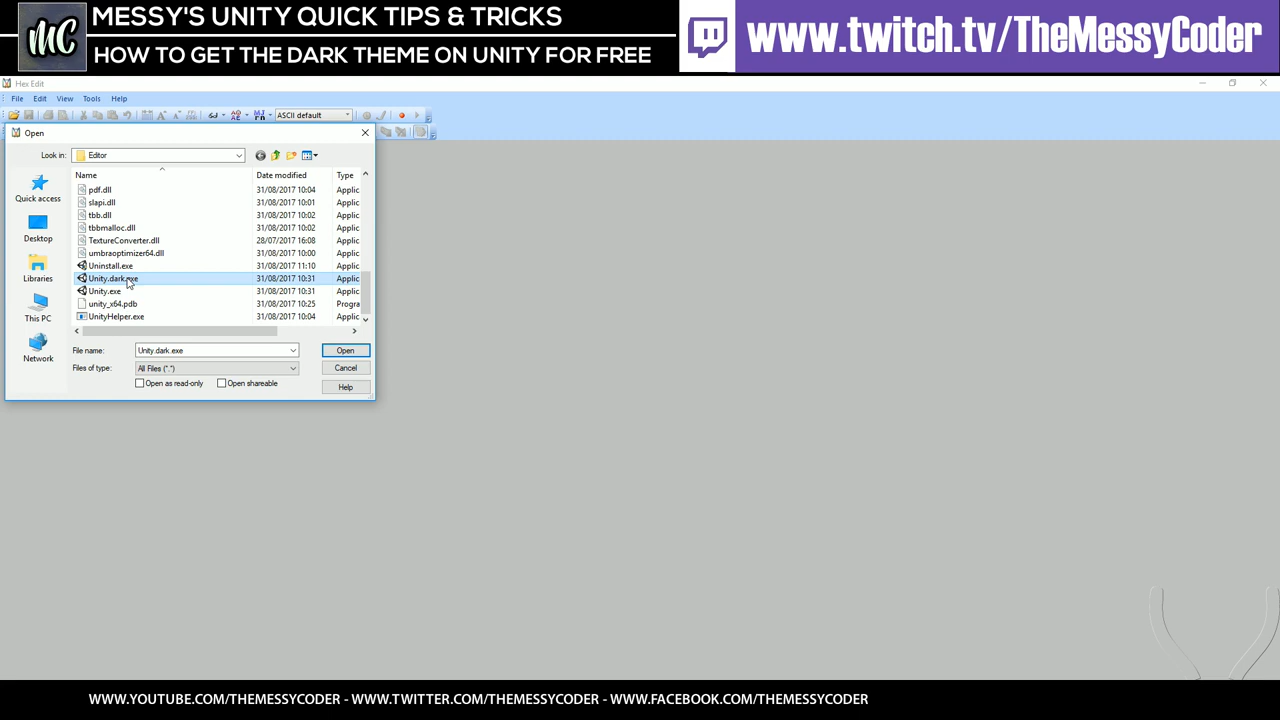 MC
MESSY'S UNITY QUICK TIPS & TRICKS
HOW TO GET THE DARK THEME ON UNITY FOR FREE
www.twitch.tv/TheMessyCoder
Hex Edit
File Edit View Tools Help
ASCII default
Open
Look in: Editor
Name Date modified Type
pdf.dll 31/08/2017 10:04 Applic
slapi.dll 31/08/2017 10:01 Applic
tbb.dll 31/08/2017 10:02 Applic
tbbmalloc.dll 31/08/2017 10:02 Applic
TextureConverter.dll 28/07/2017 16:08 Applic
umbraoptimizer64.dll 31/08/2017 10:00 Applic
Uninstall.exe 31/08/2017 11:10 Applic
Unity.dark.exe 31/08/2017 10:31 Applic
Unity.exe 31/08/2017 10:31 Applic
unity_x64.pdb 31/08/2017 10:25 Progra
UnityHelper.exe 31/08/2017 10:04 Applic
Quick access
Desktop
Libraries
This PC
Network
File name: Unity.dark.exe Open
Files of type: All Files (*.*) Cancel
Open as read-only Open shareable Help
WWW.YOUTUBE.COM/THEMESSYCODER - WWW.TWITTER.COM/THEMESSYCODER - WWW.FACEBOOK.COM/THEMESSYCODER